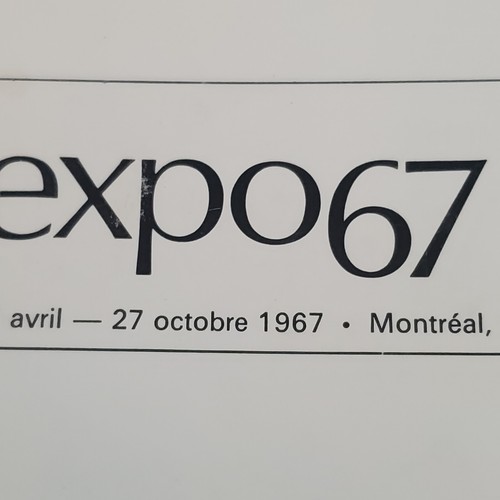 expo67
avril — 27 octobre 1967 • Montréal,